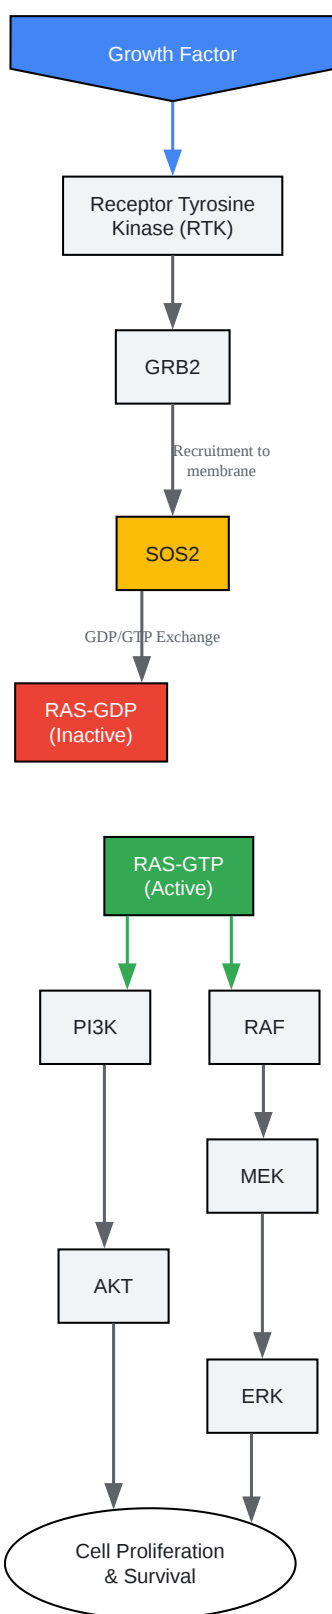 Growth Factor
Receptor Tyrosine
Kinase (RTK)
GRB2
Recruitment to
membrane
SOS2
GDP/GTP Exchange
RAS-GDP
(Inactive)
RAS-GTP
(Active)
PI3K
RAF
MEK
AKT
ERK
Cell Proliferation
& Survival